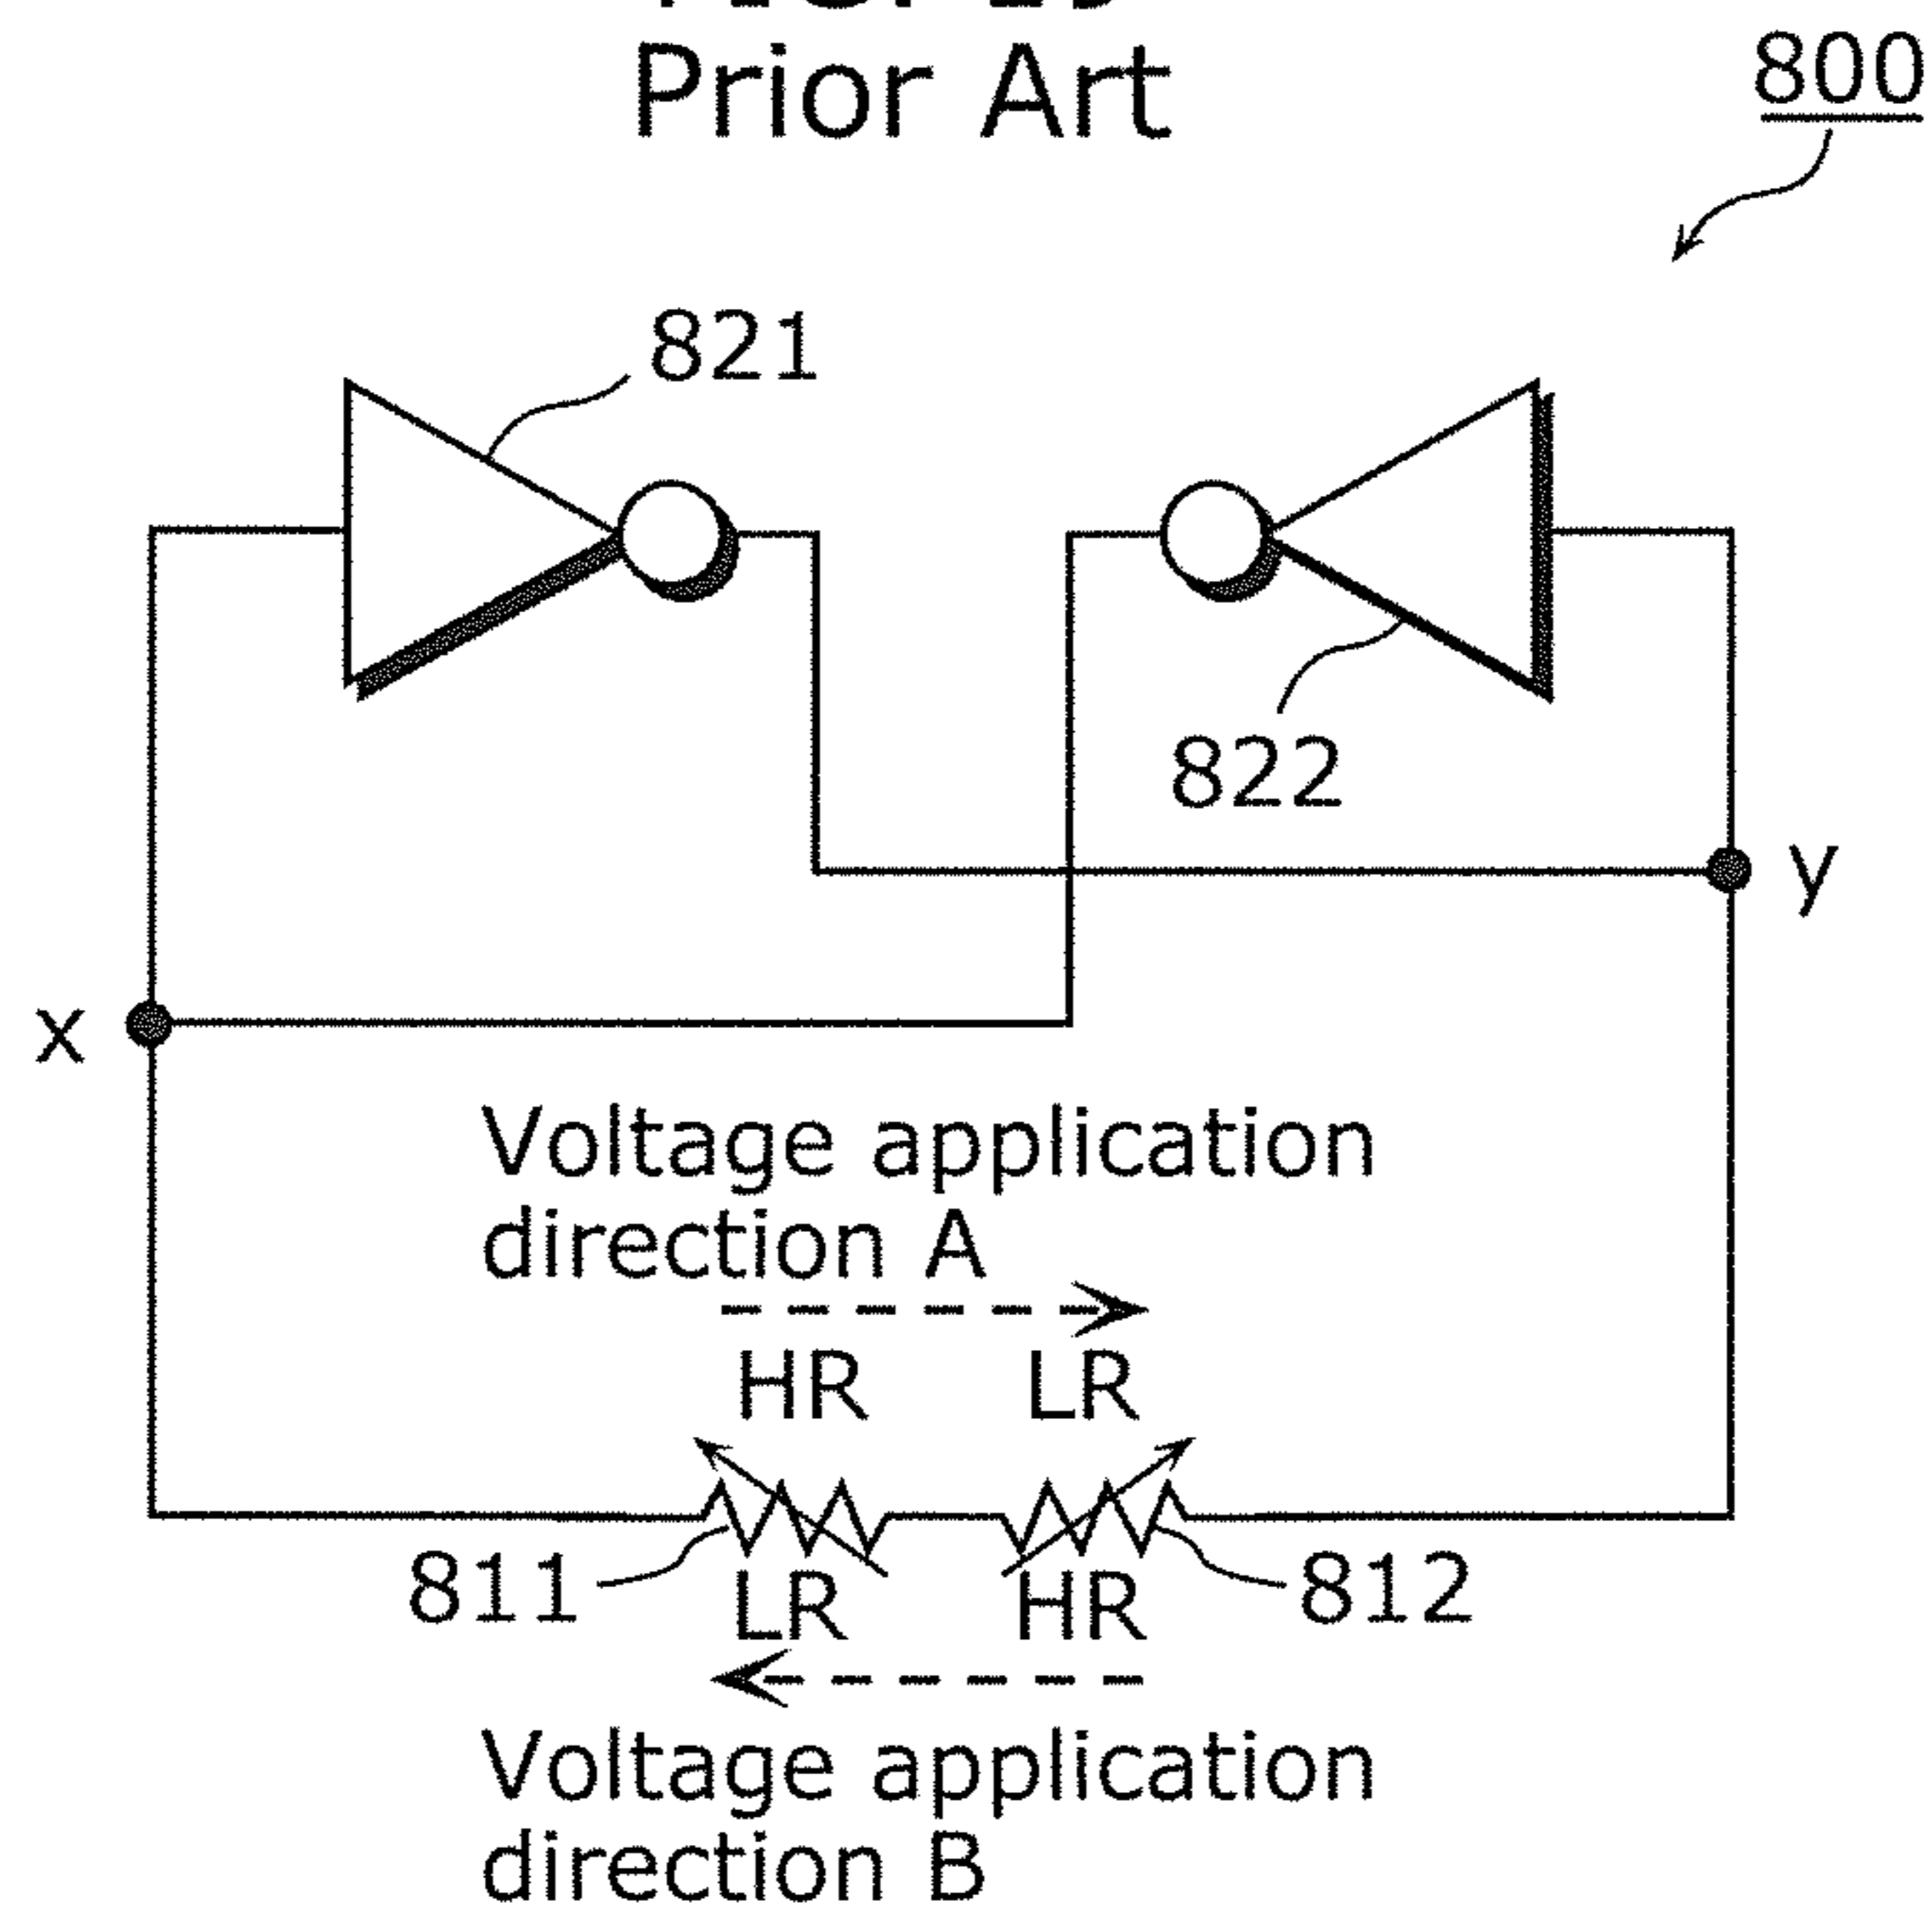 Prior Art
800
821
822
y
x
Voltage application
direction A
HR LR
811
812
LR HR
Voltage application
direction B